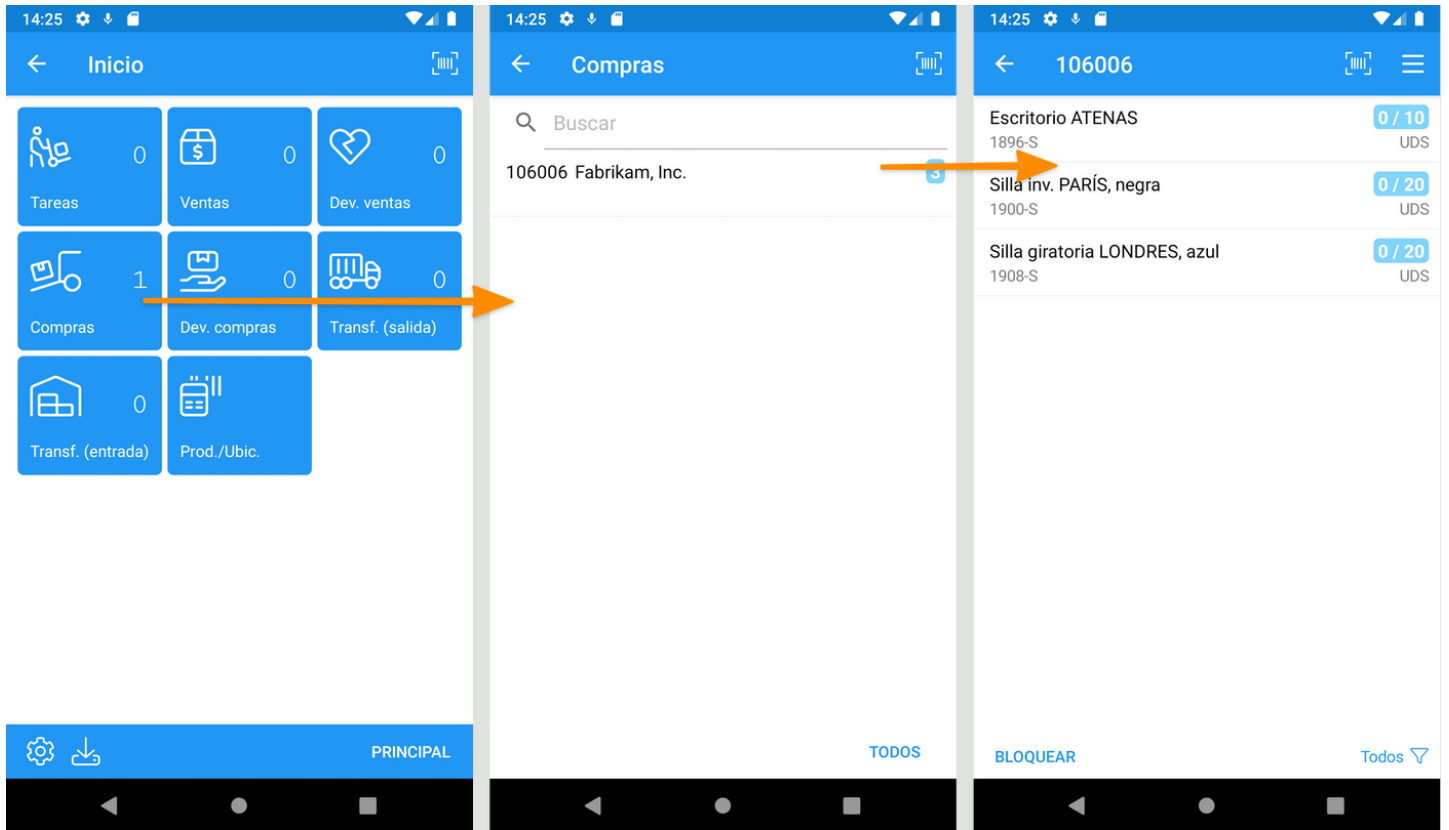 14:25
Inicio
0
Tareas
0
Ventas
0
Dev. ventas
1
Compras
0
Dev. compras
0
Transf. (salida)
0
Transf. (entrada)
Prod./Ubic.
PRINCIPAL
14:25
Compras
Buscar
106006 Fabrikam, Inc.
3
TODOS
14:25
106006
Escritorio ATENAS 0 / 10
1896-S UDS
Silla inv. PARÍS, negra 0 / 20
1900-S UDS
Silla giratoria LONDRES, azul 0 / 20
1908-S UDS
BLOQUEAR Todos